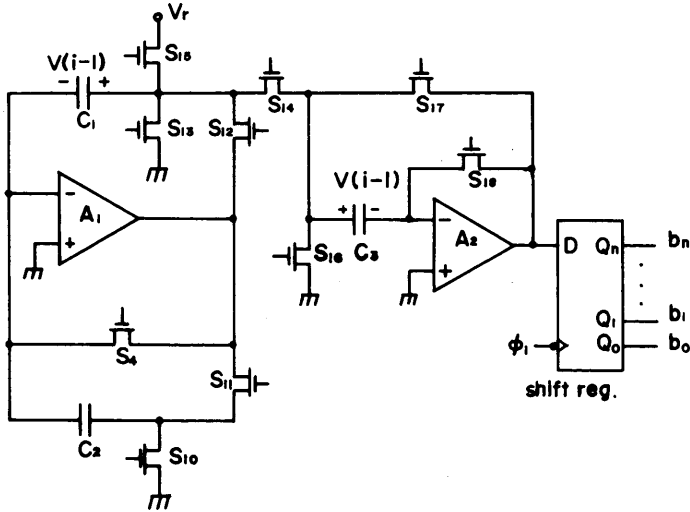 Vr
S15
V(i-1)
- +
C1
S13
S12
S14
S17
V(i-1)
+ -
C3
S18
S16
- A1 +
- A2 +
S4
S11
C2
S10
D Qn bn
Q1 b1
Q0 b0
ϕ1
shift reg.